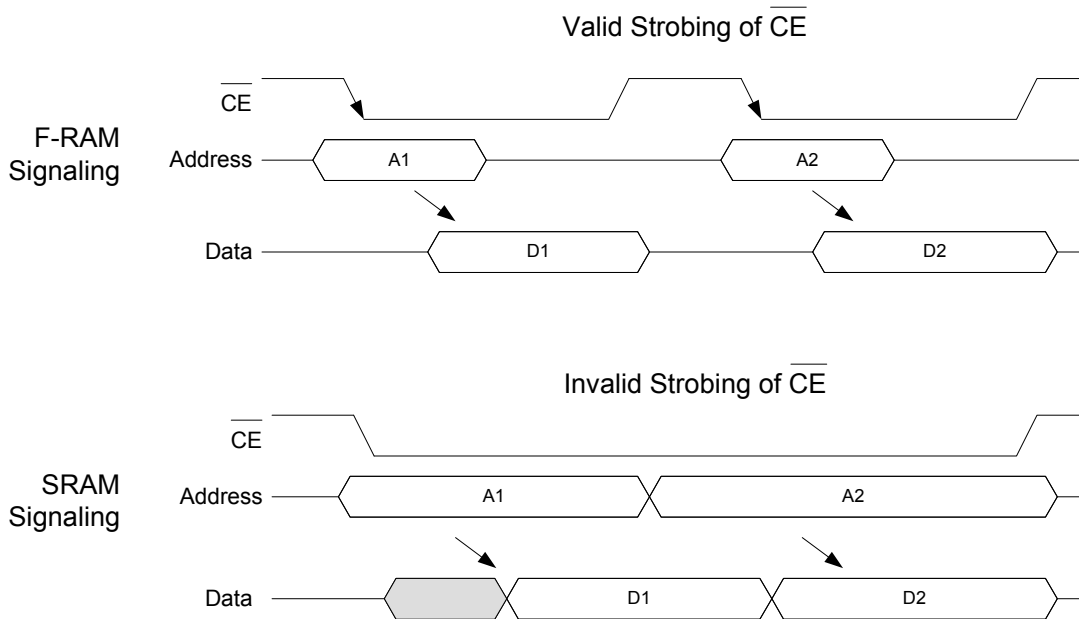 Valid Strobing of CE
CE
F-RAM
Signaling
Address
A1
A2
Data
D1
D2
Invalid Strobing of CE
CE
SRAM
Signaling
Address
A1
A2
Data
D1
D2